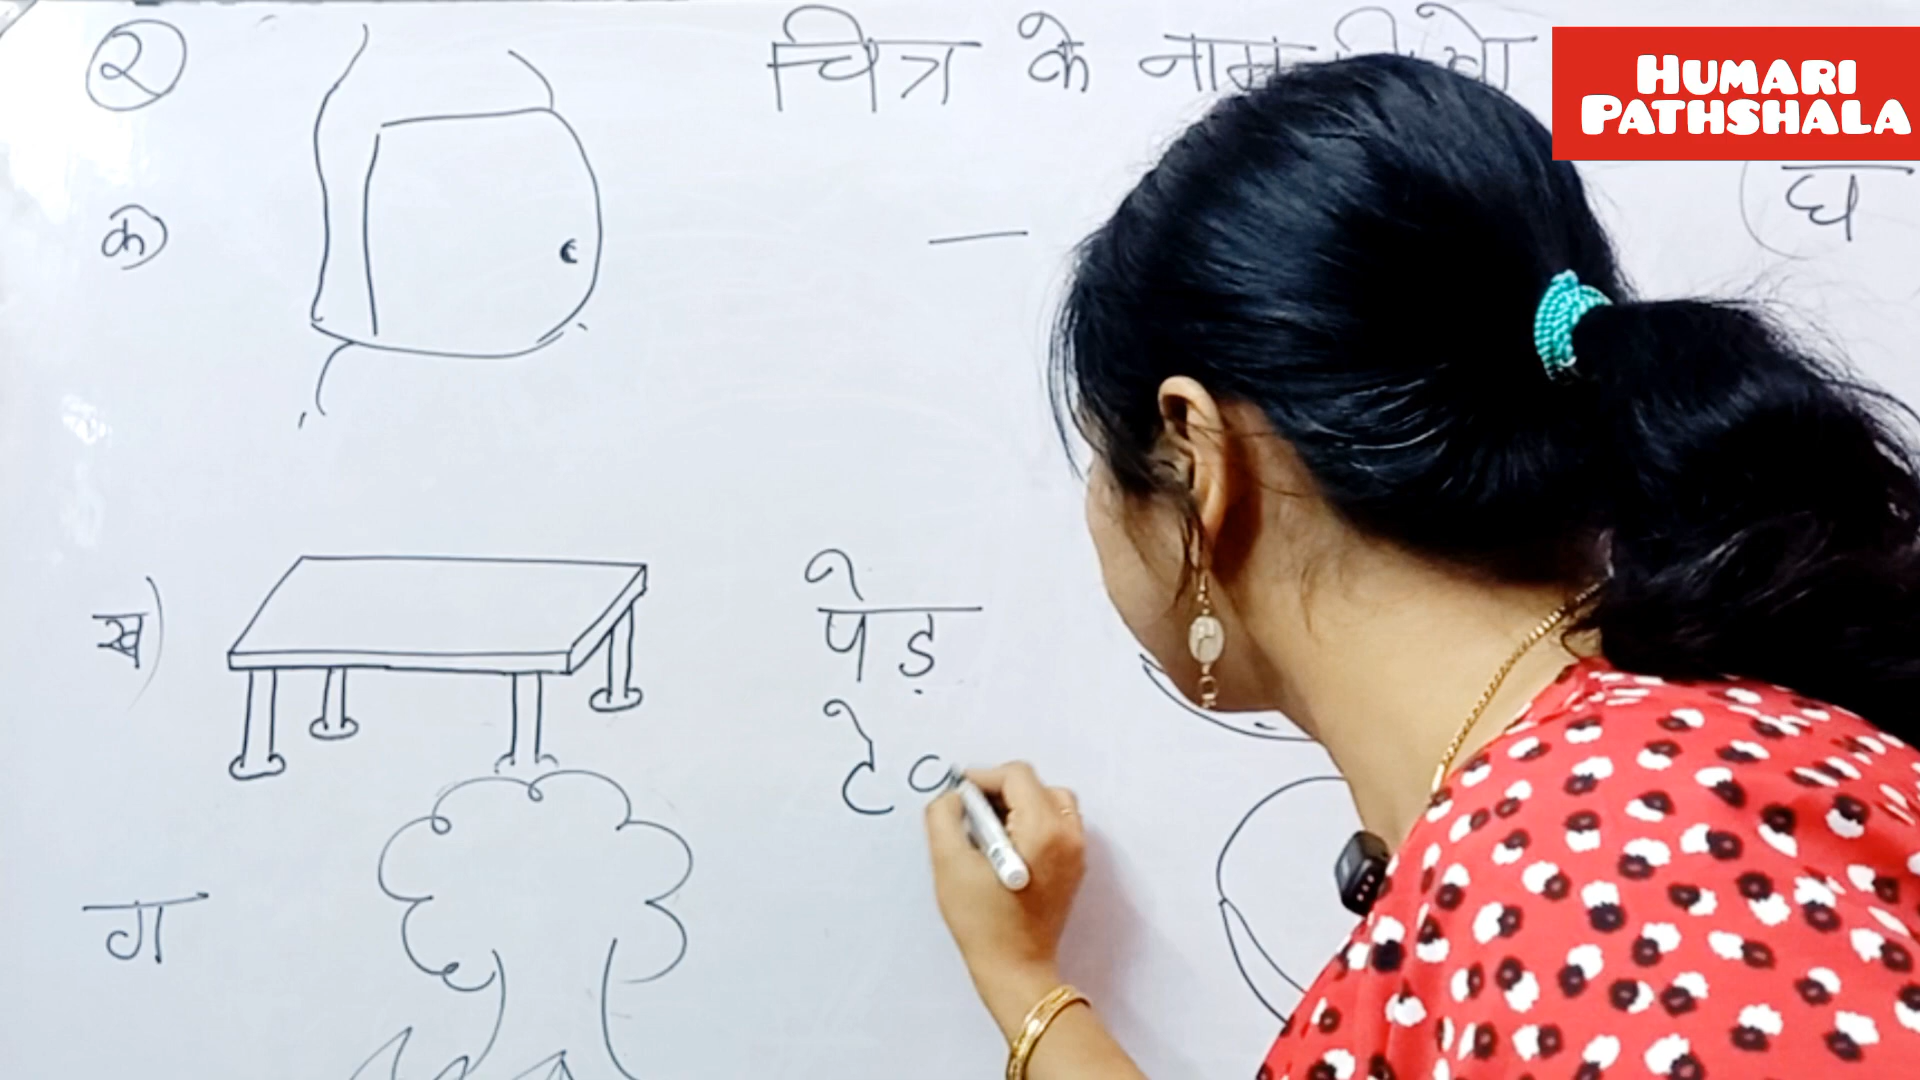 २
चित्र के नाम
HUMARI
PATHSHALA
घ
क)
ख)
पेड़
टे
ग